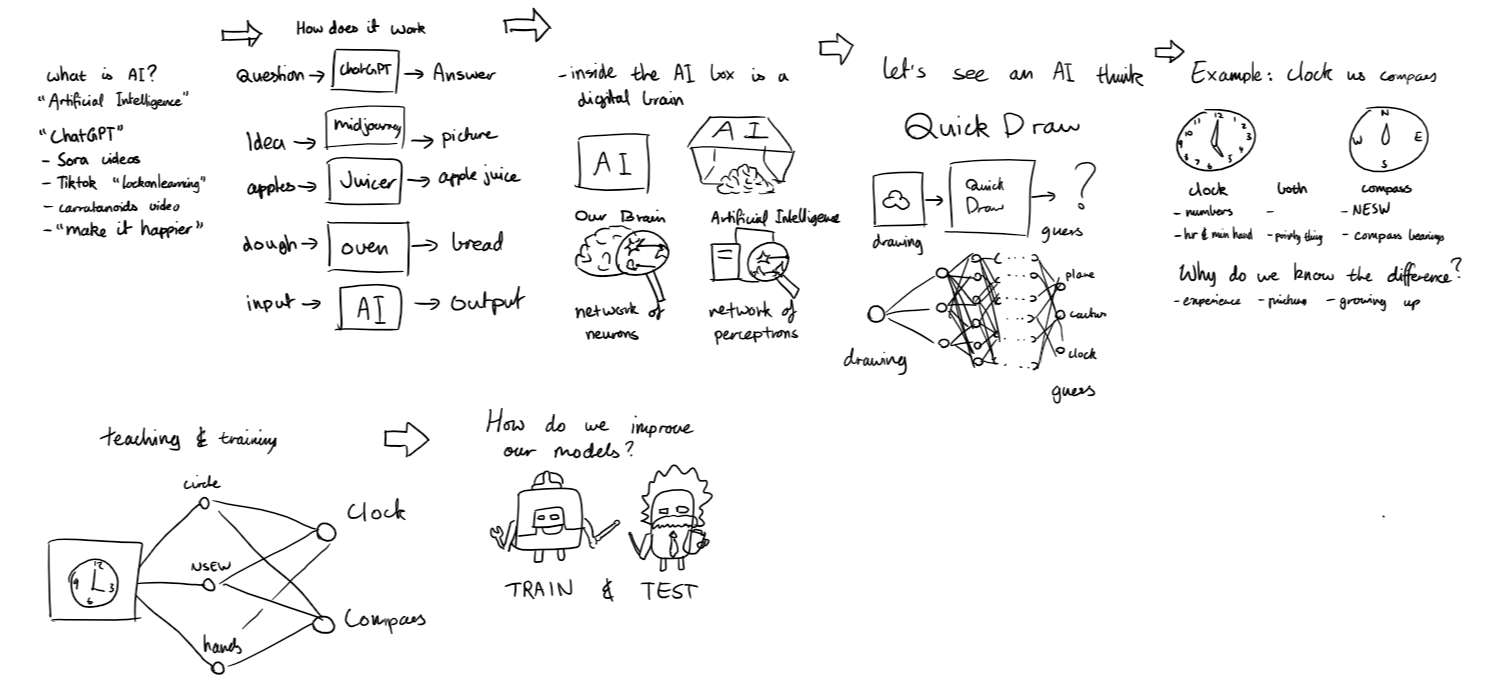 what is AI?
"Artificial Intelligence"
"ChatGPT"
- Sora videos
- Tiktok "lockonlearning"
- carratanoids video
- "make it happier"
How does it work
Question → ChatGPT → Answer
Idea → midjourney → picture
apples → Juicer → apple juice
dough → oven → bread
input → AI → output
- inside the AI box is a
digital brain
AI
AI
Our Brain
Artificial Intelligence
network of
neurons
network of
perceptrons
let's see an AI think
Quick Draw
Quick
Draw
→ ?
drawing
guess
plane
cactus
clock
drawing
guess
Example: clock vs compass
12 1 2 3 4 5 6 7 8 9 10 11
N E S W
clock
both
compass
- numbers
-
- NESW
- hr & min hand
- pointy thing
- compass bearings
Why do we know the difference?
- experience - pictures - growing up
teaching & training
circle
Clock
NSEW
12 3 6 9
Compass
hands
How do we improve
our models?
TRAIN & TEST